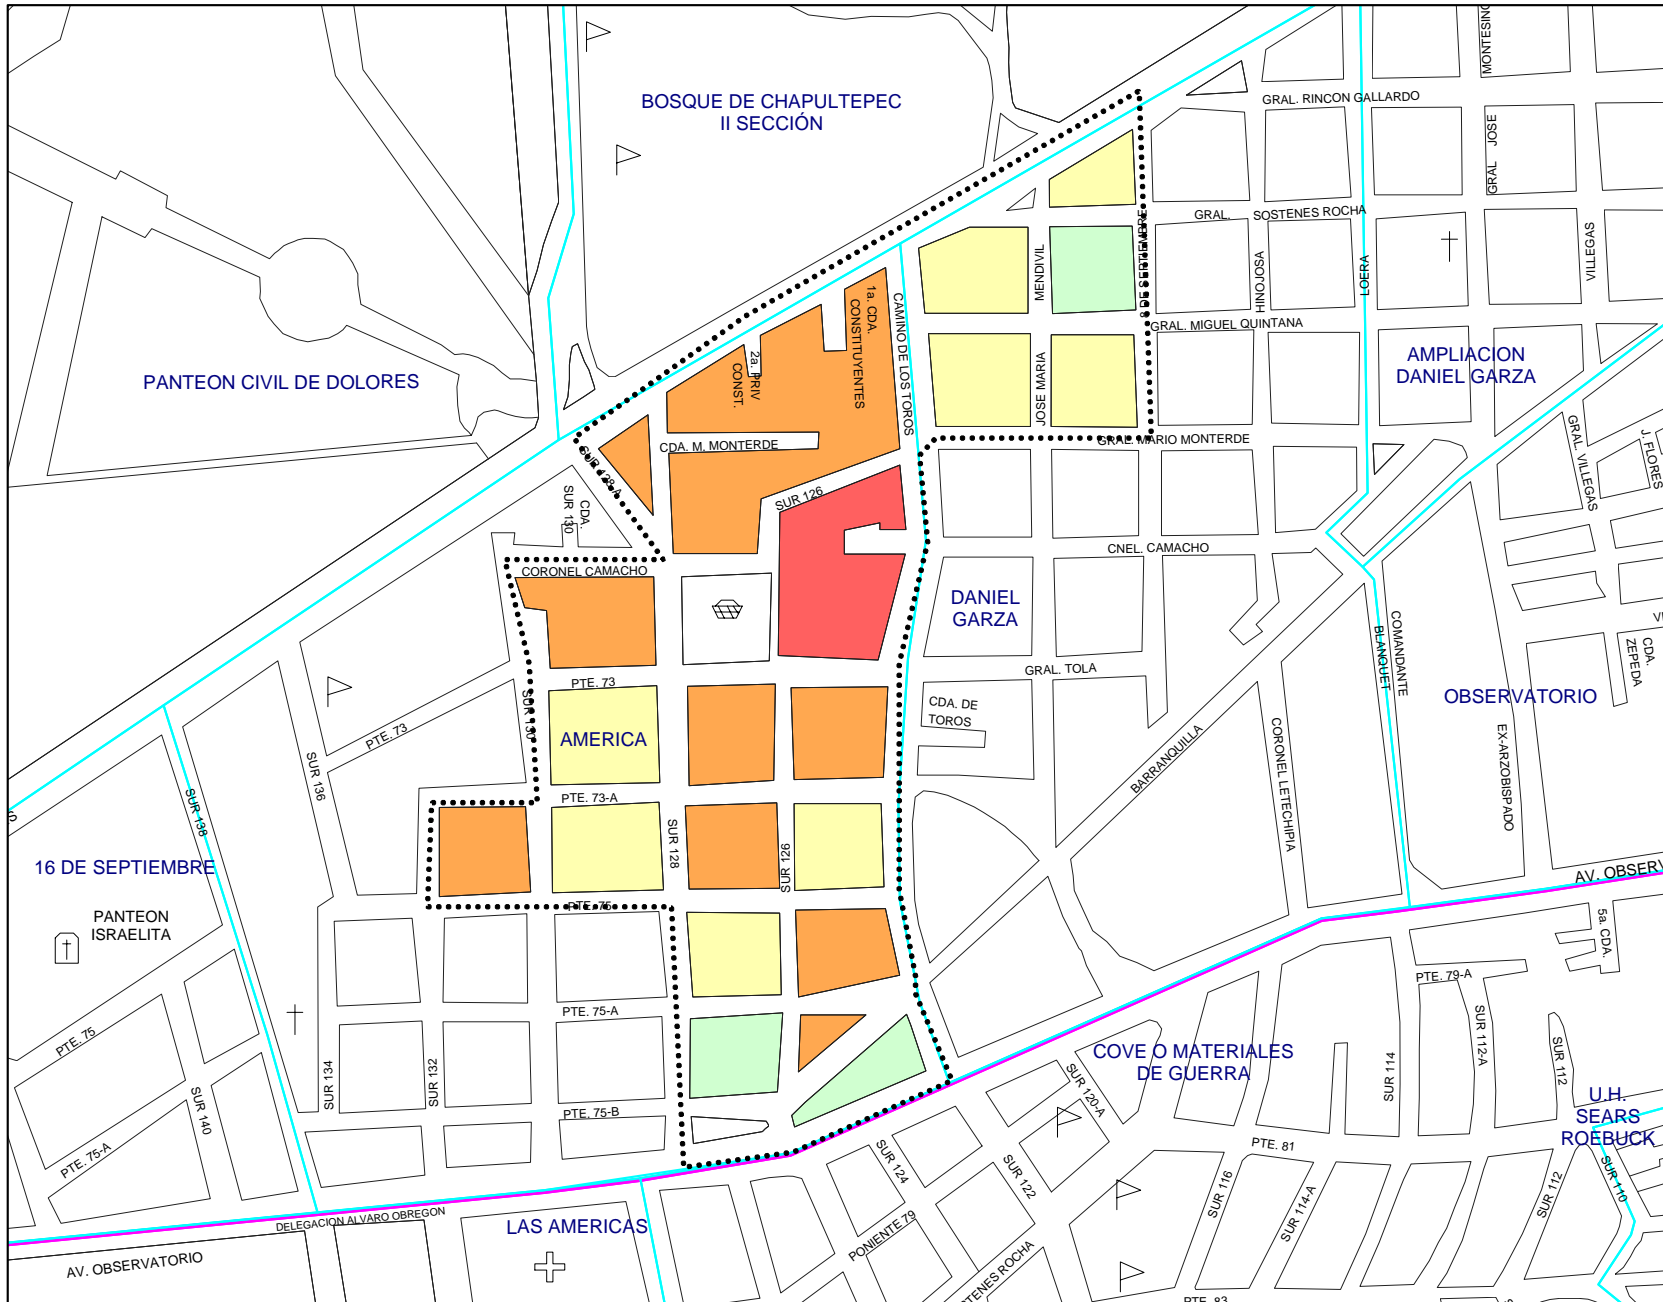 MONTESINO
GRAL. RINCON GALLARDO
BOSQUE DE CHAPULTEPEC
II SECCIÓN
GRAL JOSE
GRAL. SOSTENES ROCHA
8 DE SEPTIEMBRE
MENDIVIL
HINOJOSA
LOERA
VILLEGAS
1a. CDA.
CONSTITUYENTES
CAMINO DE LOS TOROS
GRAL. MIGUEL QUINTANA
2a. PRIV
CONST.
JOSE MARIA
AMPLIACION
DANIEL GARZA
PANTEON CIVIL DE DOLORES
CDA. M. MONTERDE
GRAL. MARIO MONTERDE
GRAL. VILLEGAS
J. FLORES
SUR 128-A
SUR 126
CDA.
SUR 130
CNEL. CAMACHO
CORONEL CAMACHO
DANIEL
GARZA
COMANDANTE
BLANQUET
CDA.
ZEPEDA
GRAL. TOLA
PTE. 73
SUR 130
CDA. DE
TOROS
OBSERVATORIO
AMERICA
PTE. 73
SUR 136
BARRANQUILLA
CORONEL LETECHIPIA
EX-ARZOBISPADO
PTE. 73-A
SUR 138
SUR 128
SUR 126
16 DE SEPTIEMBRE
AV. OBSERV
PTE. 75
PANTEON
ISRAELITA
5a. CDA.
PTE. 79-A
PTE. 75-A
PTE. 75
SUR 134
SUR 132
SUR 140
COVE O MATERIALES
DE GUERRA
SUR 120-A
SUR 114
SUR 112-A
SUR 112
U.H.
SEARS
ROEBUCK
PTE. 75-B
PTE. 75-A
PTE. 81
SUR 124
SUR 122
SUR 116
SUR 114-A
SUR 112
SUR 110
DELEGACION ALVARO OBREGON
LAS AMERICAS
PONIENTE 79
AV. OBSERVATORIO
STENES ROCHA
PTE. 83